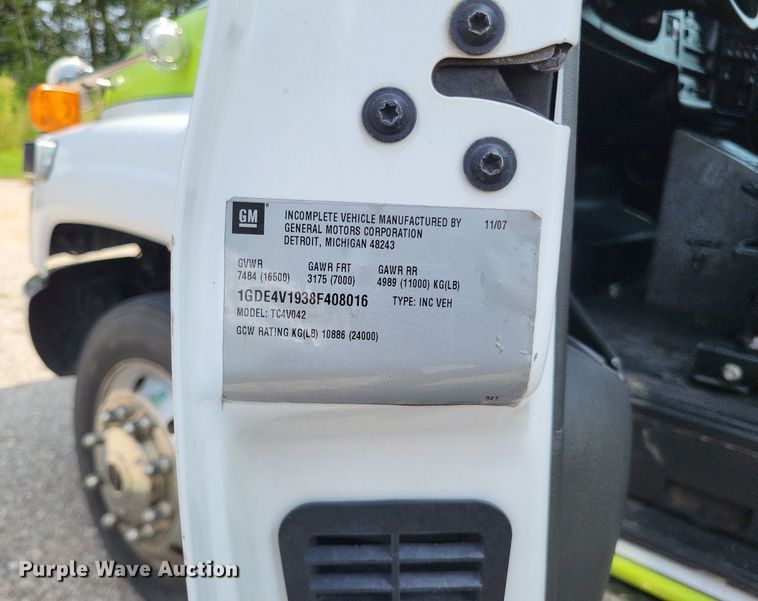 GM
INCOMPLETE VEHICLE MANUFACTURED BY 11/07
GENERAL MOTORS CORPORATION
DETROIT, MICHIGAN 48243
GVWR GAWR FRT GAWR RR
7484 (16500) 3175 (7000) 4989 (11000) KG(LB)
1GDE4V1938F408016 TYPE: INC VEH
MODEL: TC4V042
GCW RATING KG(LB) 10886 (24000)
Purple Wave Auction